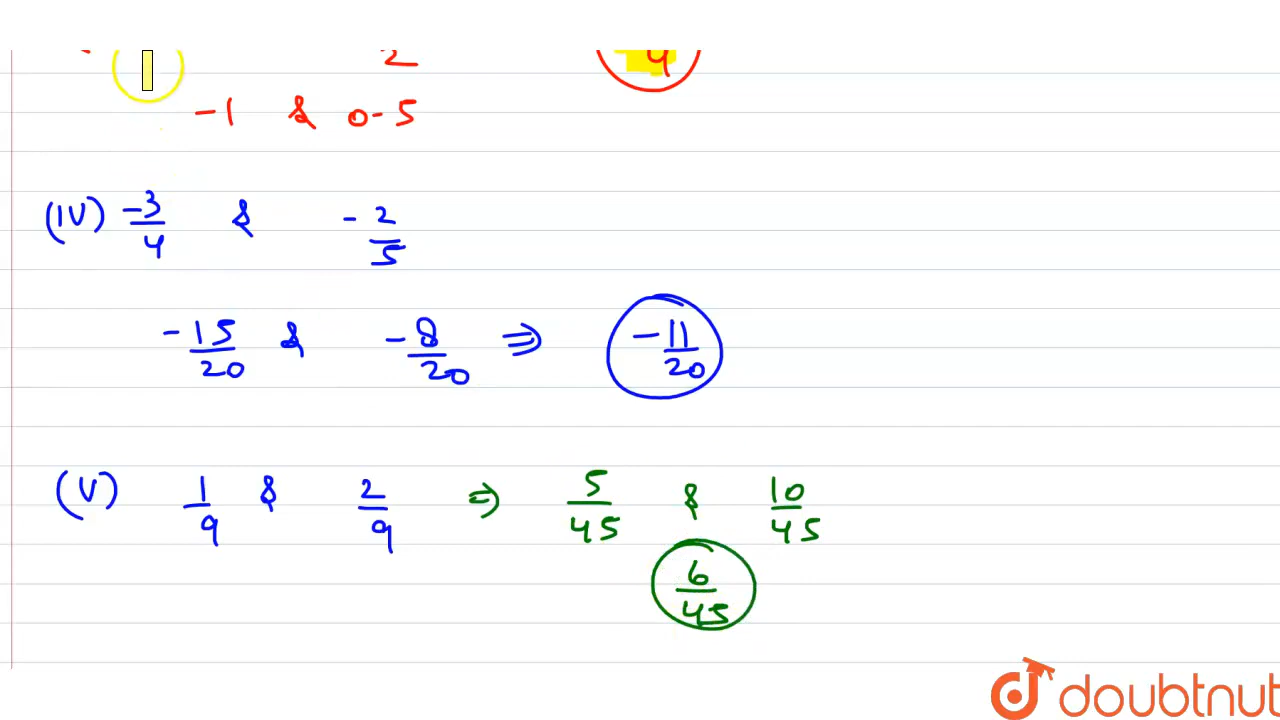 2 4
-1 & 0-5
(IV) -3/4 & -2/5
-15/20 & -8/20 ⇒ -11/20
(V) 1/9 & 2/9 ⇒ 5/45 & 10/45
6/45
doubtnut